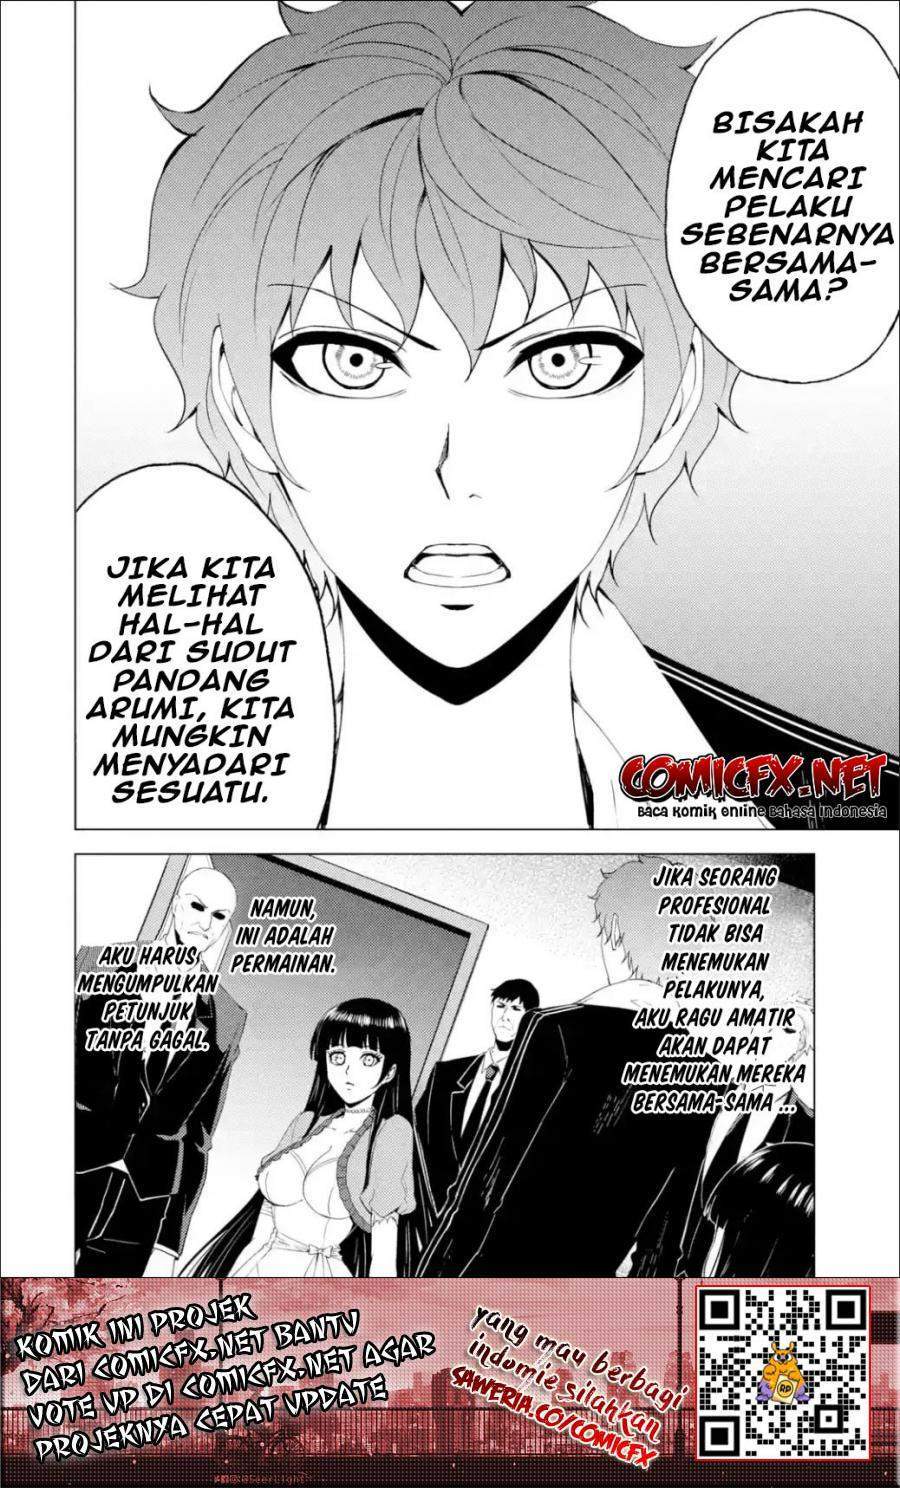 BISAKAH
KITA
MENCARI
PELAKU
SEBENARNYA
BERSAMA-
SAMA?
JIKA KITA
MELIHAT
HAL-HAL
DARI SUDUT
PANDANG
ARUMI, KITA
MUNGKIN
MENYADARI
SESUATU.
COMICFX.NET
Baca Komik Online Bahasa Indonesia
JIKA SEORANG
PROFESIONAL
TIDAK BISA
MENEMUKAN
PELAKUNYA,
AKU RAGU AMATIR
AKAN DAPAT
MENEMUKAN MEREKA
BERSAMA-SAMA ...
NAMUN,
INI ADALAH
PERMAINAN.
AKU HARUS
MENGUMPULKAN
PETUNJUK
TANPA GAGAL.
KOMIK INI PROJEK
DARI COMICFX.NET BANTU
VOTE UP DI COMICFX.NET AGAR
PROJEKNYA CEPAT UPDATE
yang mau berbagi
indomie silahkan
SAWERIA.CO/COMICFX
RP